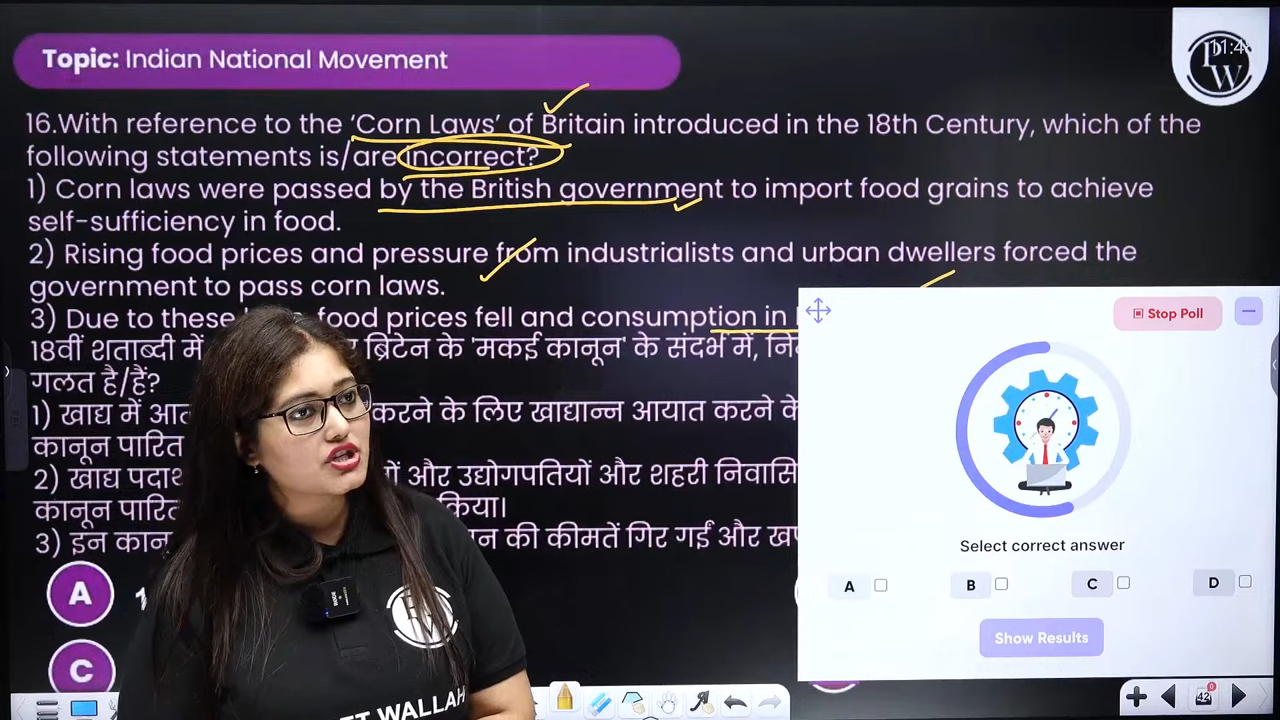 Topic: Indian National Movement
11:4
PW
16.With reference to the 'Corn Laws' of Britain introduced in the 18th Century, which of the
following statements is/are incorrect?
1) Corn laws were passed by the British government to import food grains to achieve
self-sufficiency in food.
2) Rising food prices and pressure from industrialists and urban dwellers forced the
government to pass corn laws.
3) Due to these food prices fell and consumption in
18वीं शताब्दी में ब्रिटेन के 'मकई कानून' के संदर्भ में,
गलत है/हैं?
1) खाद्य में करने के लिए खाद्यान्न आयात करने के
कानून पारित
2) खाद्य और उद्योगपतियों और शहरी
कानून पारित किया।
3) इन की कीमतें गिर गईं और
Stop Poll
Select correct answer
A B C D
Show Results
A
C
WALLAH
42